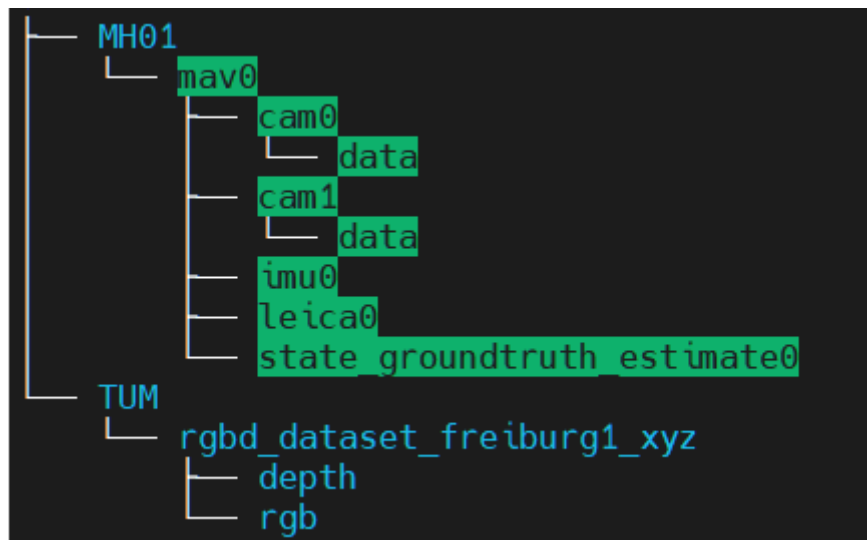 MH01
mav0
cam0
data
cam1
data
imu0
leica0
state_groundtruth_estimate0
TUM
rgbd_dataset_freiburg1_xyz
depth
rgb